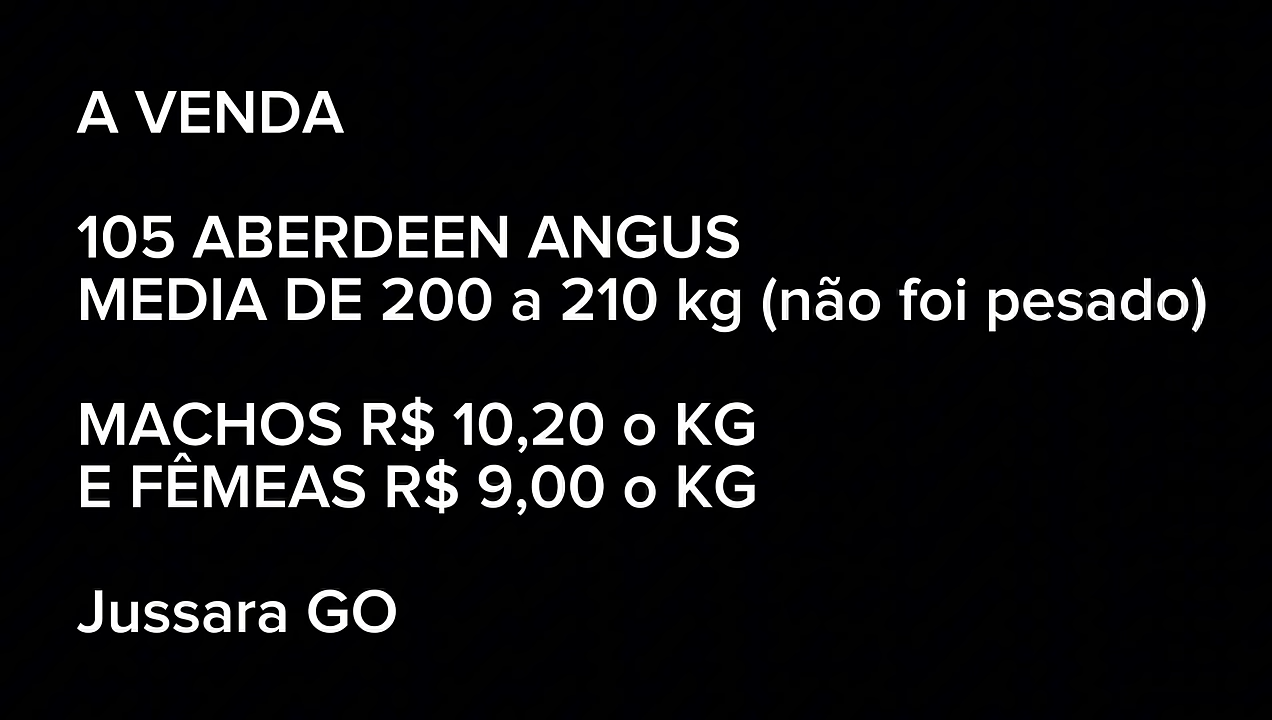 A VENDA
105 ABERDEEN ANGUS
MEDIA DE 200 a 210 kg (não foi pesado)
MACHOS R$ 10,20 o KG
E FÊMEAS R$ 9,00 o KG
Jussara GO